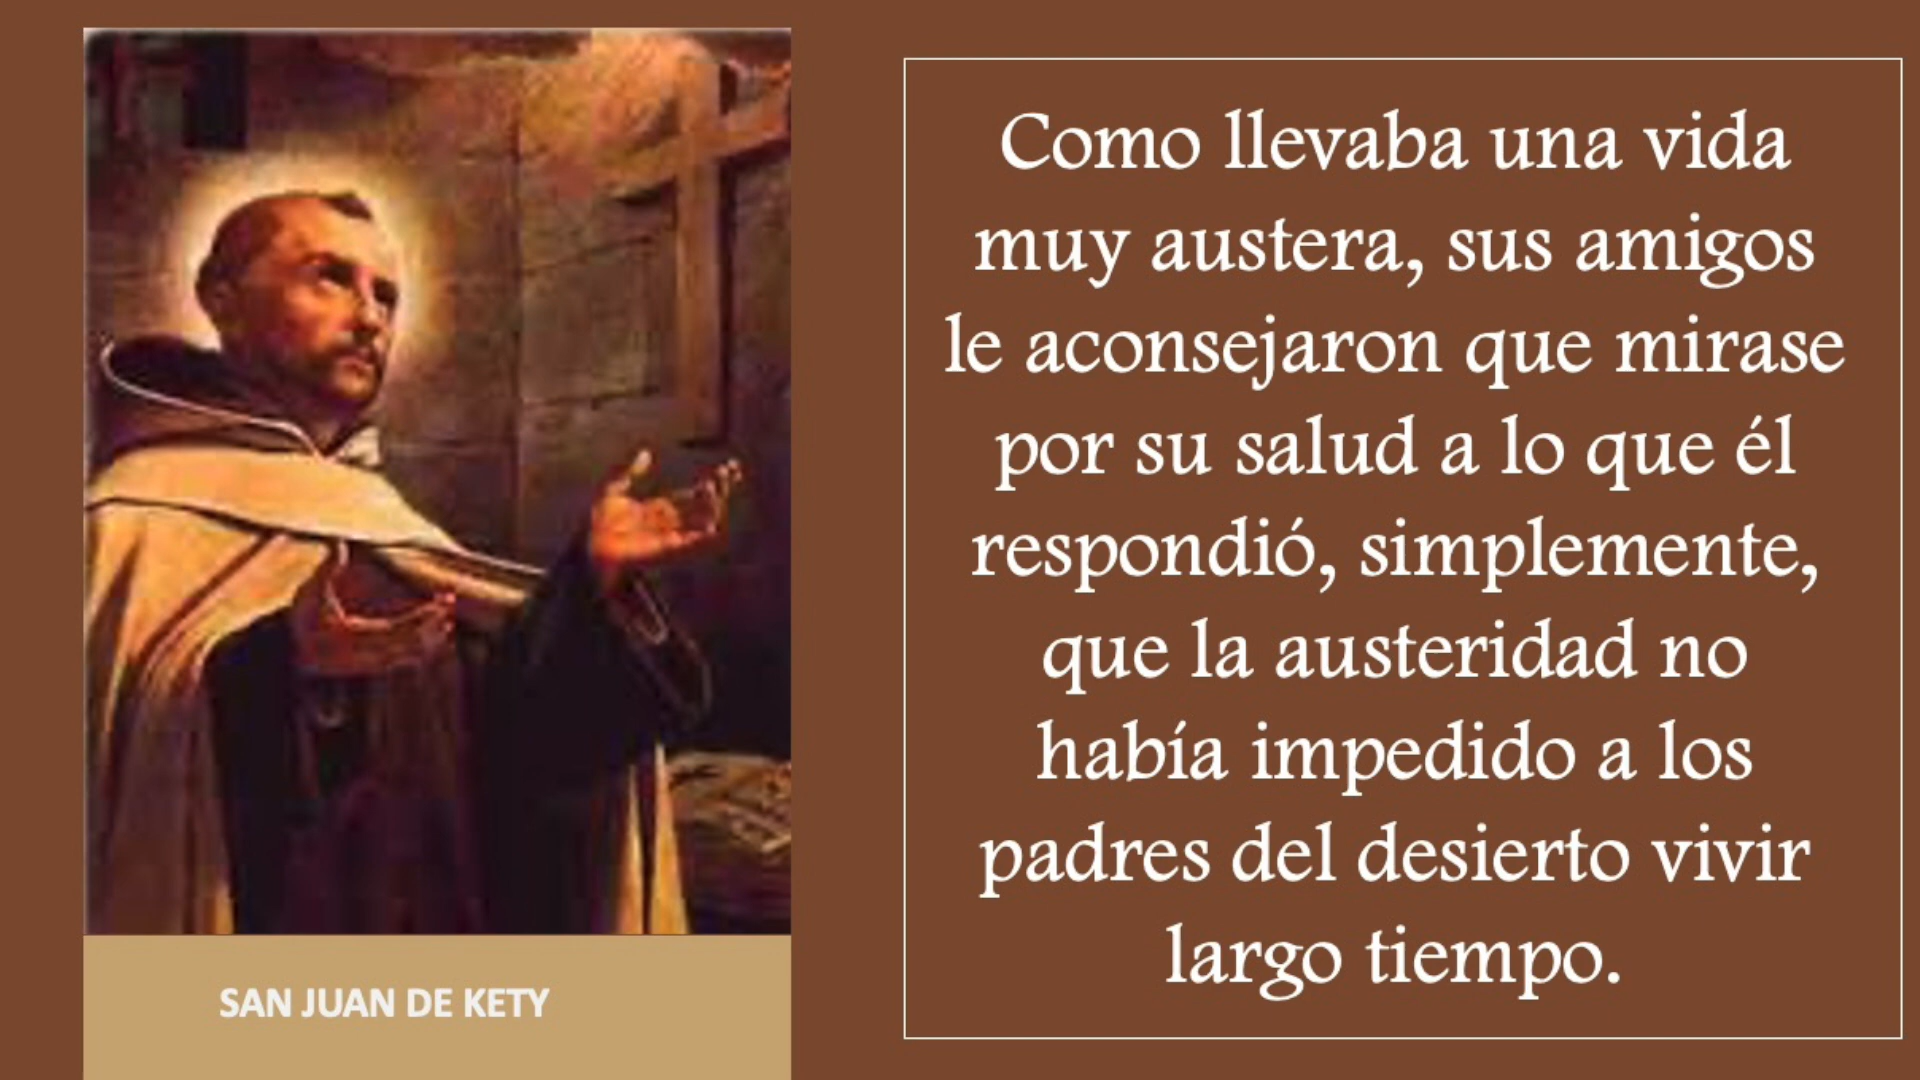 SAN JUAN DE KETY
Como llevaba una vida
muy austera, sus amigos
le aconsejaron que mirase
por su salud a lo que él
respondió, simplemente,
que la austeridad no
había impedido a los
padres del desierto vivir
largo tiempo.